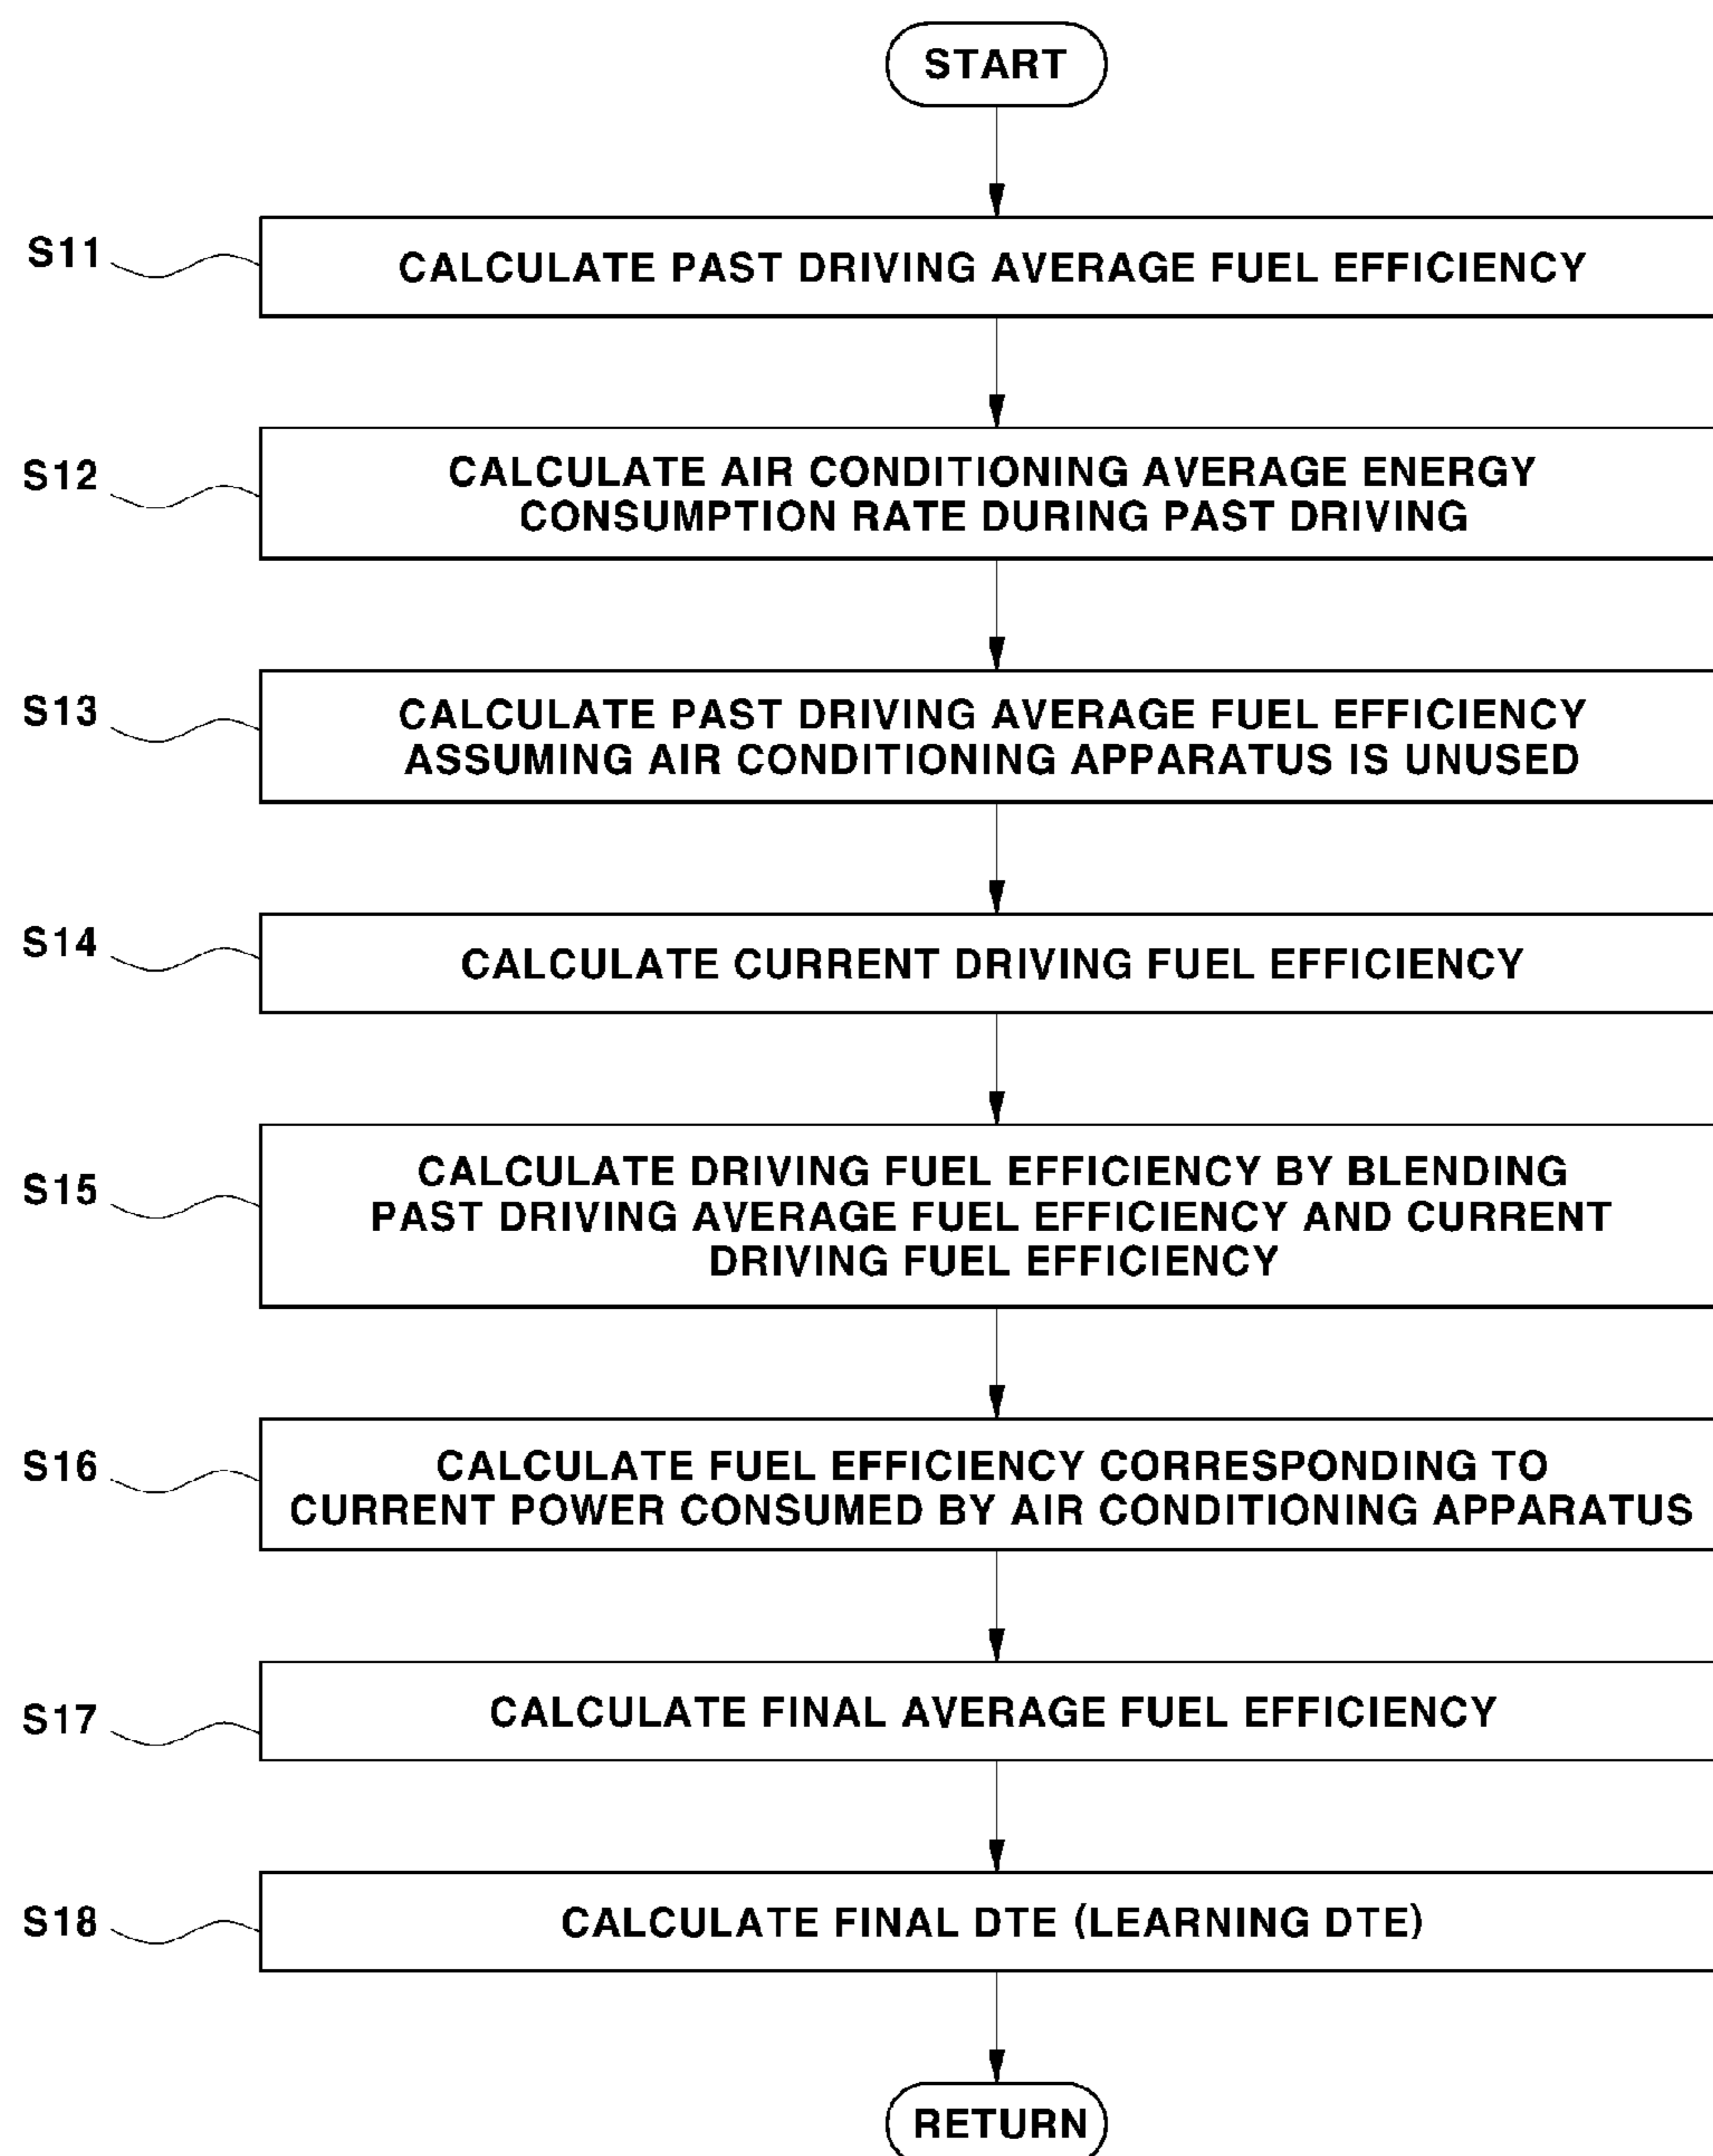 START
S11
CALCULATE PAST DRIVING AVERAGE FUEL EFFICIENCY
S12
CALCULATE AIR CONDITIONING AVERAGE ENERGY
CONSUMPTION RATE DURING PAST DRIVING
S13
CALCULATE PAST DRIVING AVERAGE FUEL EFFICIENCY
ASSUMING AIR CONDITIONING APPARATUS IS UNUSED
S14
CALCULATE CURRENT DRIVING FUEL EFFICIENCY
S15
CALCULATE DRIVING FUEL EFFICIENCY BY BLENDING
PAST DRIVING AVERAGE FUEL EFFICIENCY AND CURRENT
DRIVING FUEL EFFICIENCY
S16
CALCULATE FUEL EFFICIENCY CORRESPONDING TO
CURRENT POWER CONSUMED BY AIR CONDITIONING APPARATUS
S17
CALCULATE FINAL AVERAGE FUEL EFFICIENCY
S18
CALCULATE FINAL DTE (LEARNING DTE)
RETURN